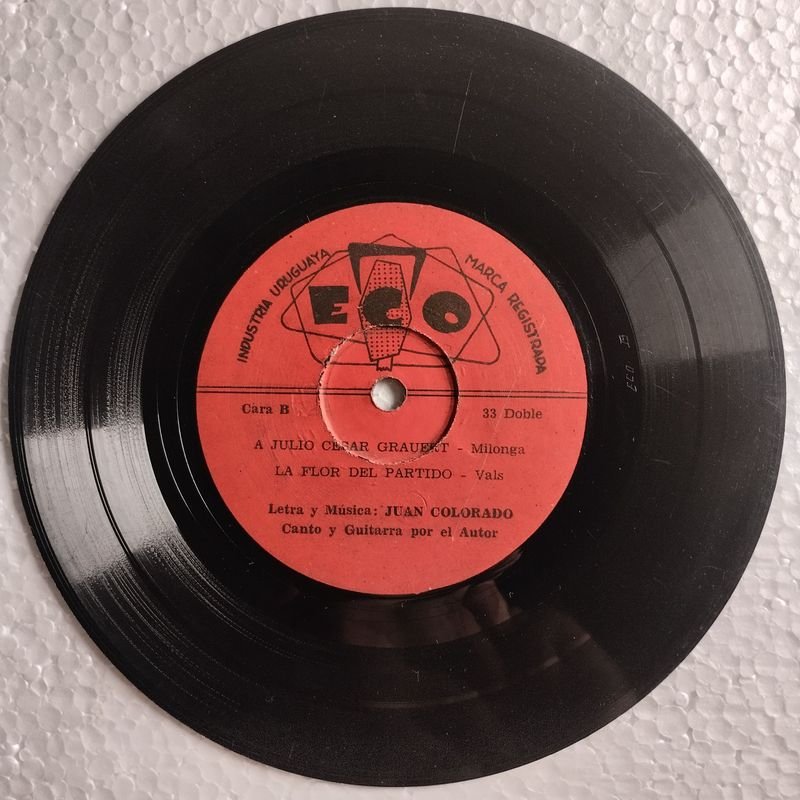 INDUSTRIA URUGUAYA
MARCA REGISTRADA
ECO
Cara B
33 Doble
A JULIO CESAR GRAUERT - Milonga
LA FLOR DEL PARTIDO - Vals
Letra y Música: JUAN COLORADO
Canto y Guitarra por el Autor
ECO B